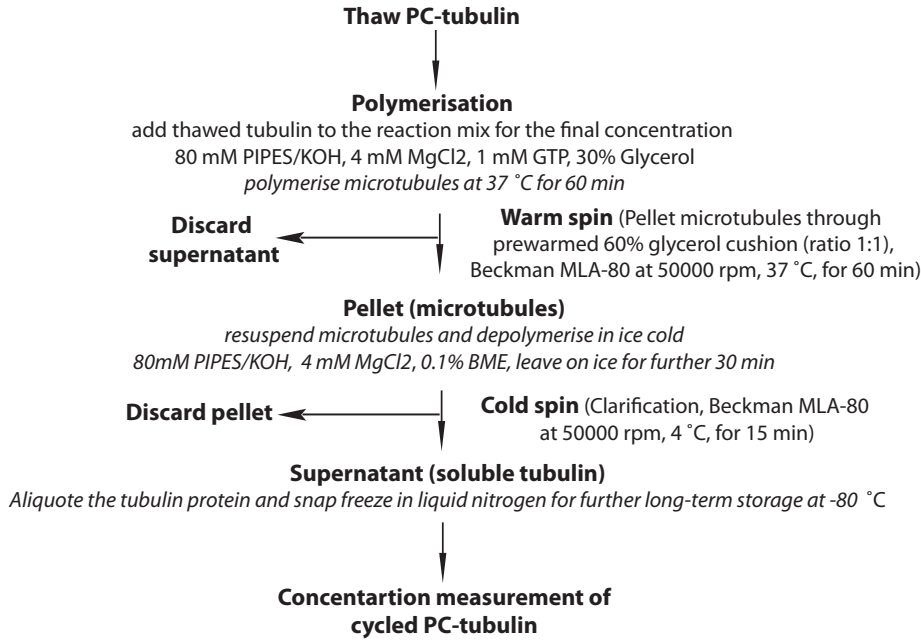 Thaw PC-tubulin
Polymerisation
add thawed tubulin to the reaction mix for the final concentration
80 mM PIPES/KOH, 4 mM MgCl2, 1 mM GTP, 30% Glycerol
polymerise microtubules at 37 ˚C for 60 min
Discard
supernatant
Warm spin (Pellet microtubules through
prewarmed 60% glycerol cushion (ratio 1:1),
Beckman MLA-80 at 50000 rpm, 37 ˚C, for 60 min)
Pellet (microtubules)
resuspend microtubules and depolymerise in ice cold
80mM PIPES/KOH, 4 mM MgCl2, 0.1% BME, leave on ice for further 30 min
Discard pellet
Cold spin (Clarification, Beckman MLA-80
at 50000 rpm, 4 ˚C, for 15 min)
Supernatant (soluble tubulin)
Aliquote the tubulin protein and snap freeze in liquid nitrogen for further long-term storage at -80 ˚C
Concentartion measurement of
cycled PC-tubulin